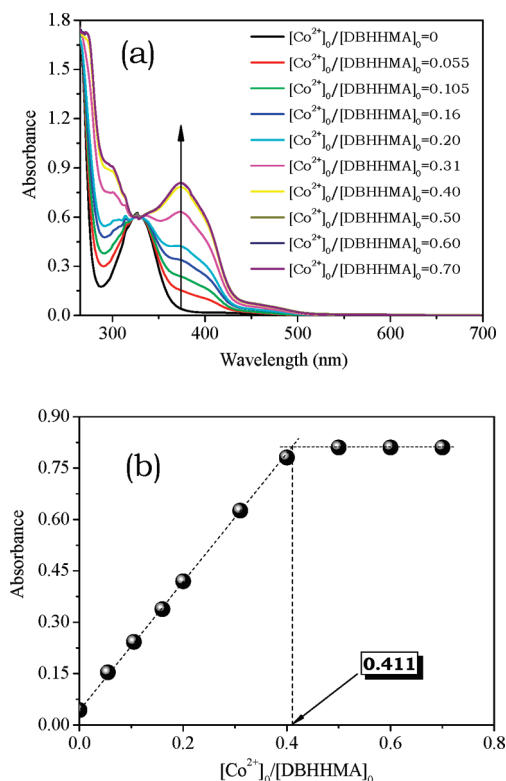 (a)
[Co²⁺]₀/[DBHHMA]₀=0
[Co²⁺]₀/[DBHHMA]₀=0.055
[Co²⁺]₀/[DBHHMA]₀=0.105
[Co²⁺]₀/[DBHHMA]₀=0.16
[Co²⁺]₀/[DBHHMA]₀=0.20
[Co²⁺]₀/[DBHHMA]₀=0.31
[Co²⁺]₀/[DBHHMA]₀=0.40
[Co²⁺]₀/[DBHHMA]₀=0.50
[Co²⁺]₀/[DBHHMA]₀=0.60
[Co²⁺]₀/[DBHHMA]₀=0.70
Absorbance
1.8
1.5
1.2
0.9
0.6
0.3
0.0
300 400 500 600 700
Wavelength (nm)
(b)
Absorbance
0.90
0.75
0.60
0.45
0.30
0.15
0.00
0.411
0.0 0.2 0.4 0.6 0.8
[Co²⁺]₀/[DBHHMA]₀